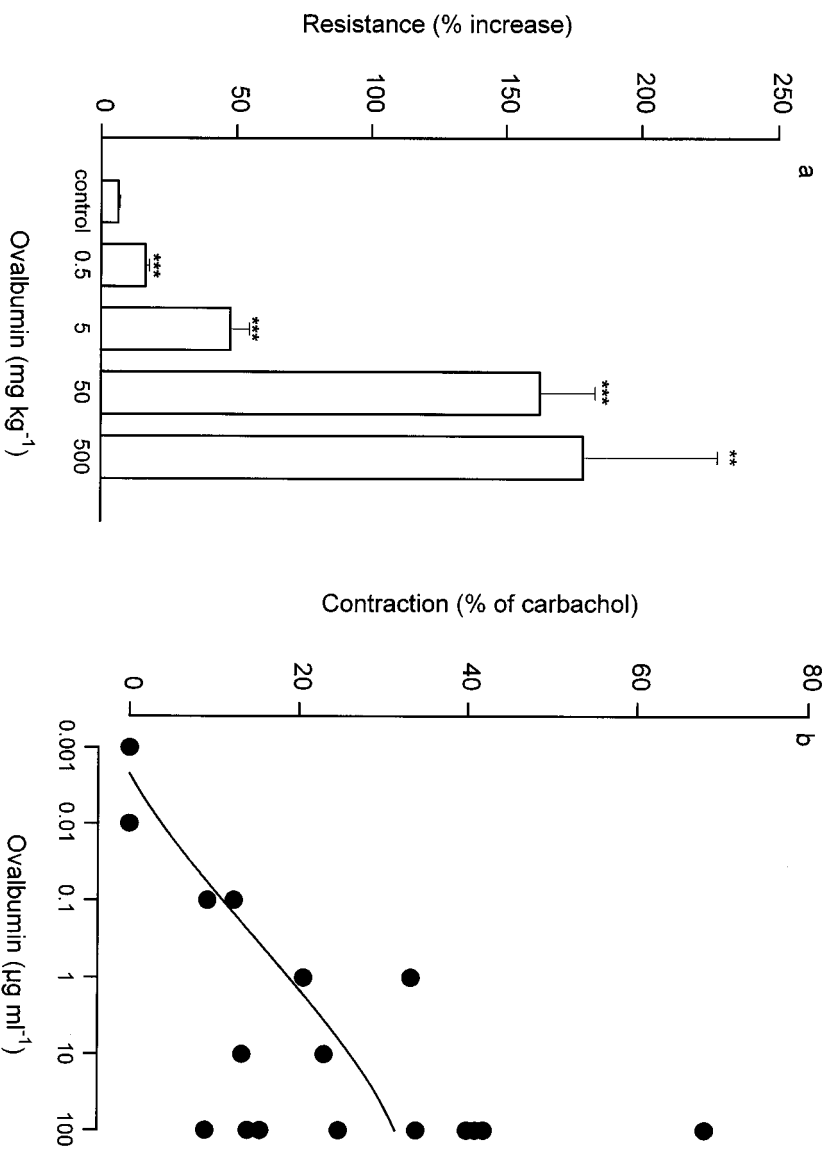 a
Resistance (% increase)
250
200
150
100
50
0
***
***
***
**
control 0.5 5 50 500
Ovalbumin (mg kg-1)
b
Contraction (% of carbachol)
80
60
40
20
0
0.001 0.01 0.1 1 10 100
Ovalbumin (µg ml-1)